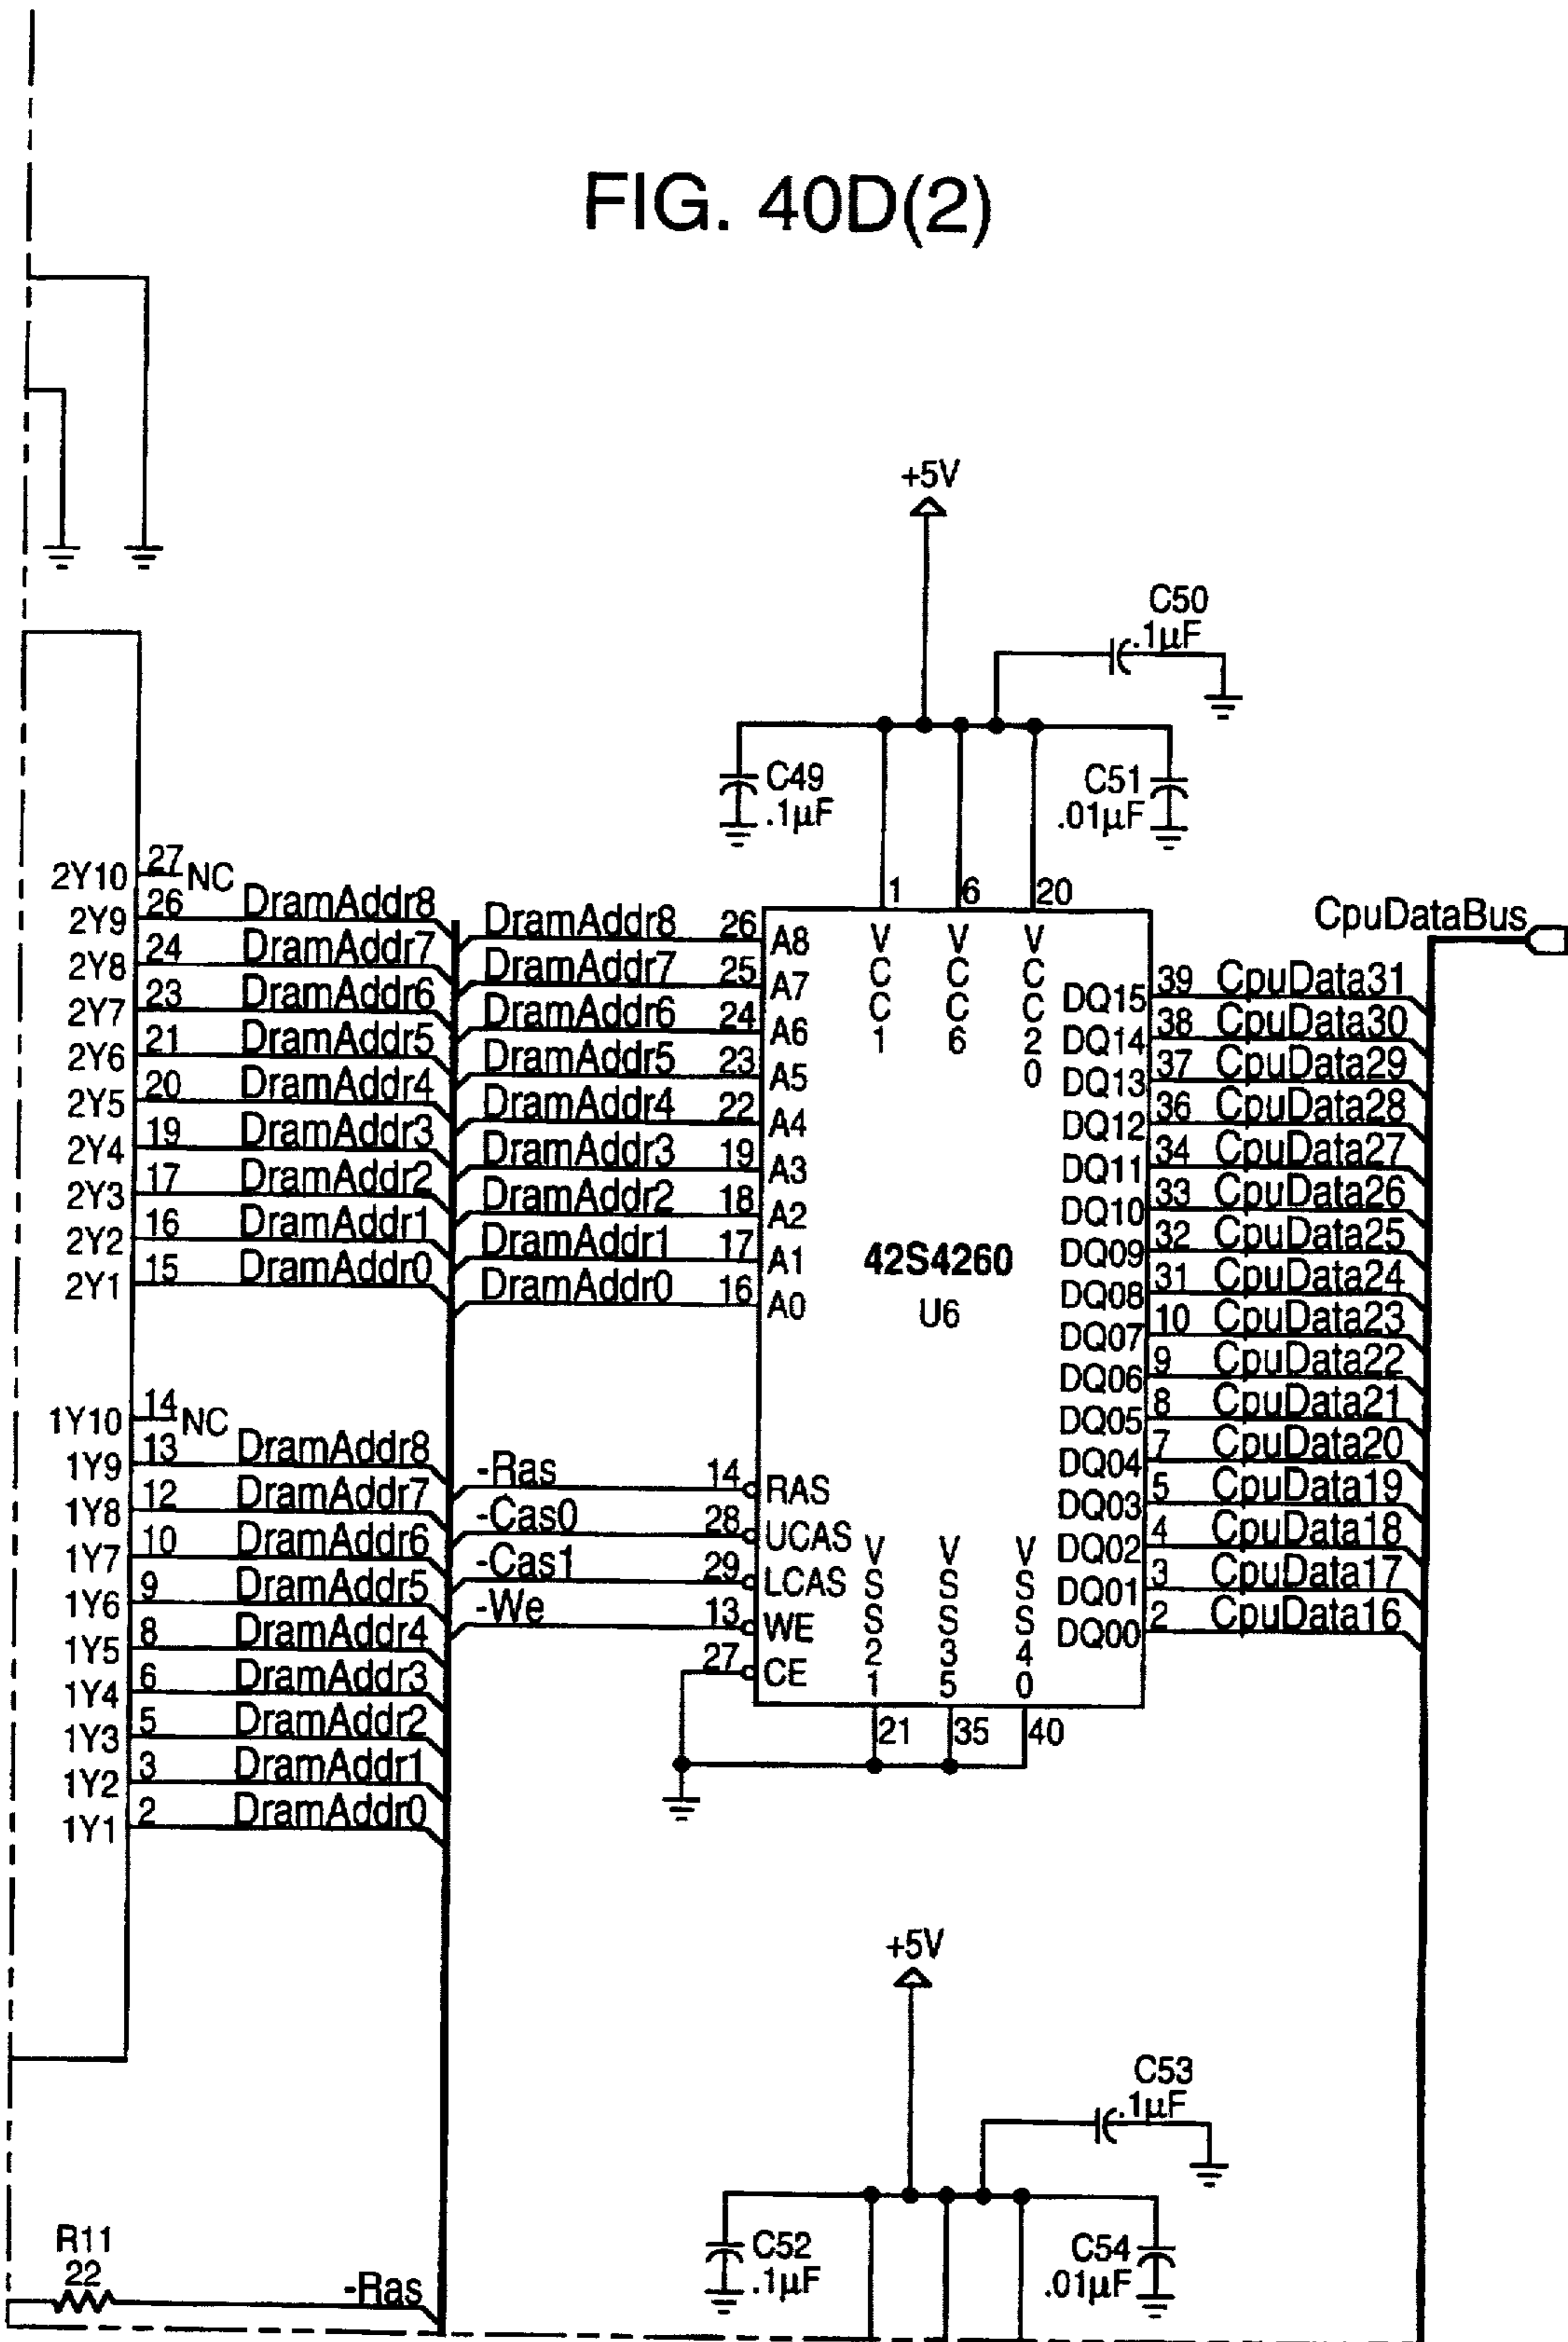 FIG. 40D(2)
+5V
C50
.1µF
C49
.1µF
C51
.01µF
2Y10 27 NC
2Y9 26 DramAddr8
2Y8 24 DramAddr7
2Y7 23 DramAddr6
2Y6 21 DramAddr5
2Y5 20 DramAddr4
2Y4 19 DramAddr3
2Y3 17 DramAddr2
2Y2 16 DramAddr1
2Y1 15 DramAddr0
1Y10 14 NC
1Y9 13 DramAddr8
1Y8 12 DramAddr7
1Y7 10 DramAddr6
1Y6 9 DramAddr5
1Y5 8 DramAddr4
1Y4 6 DramAddr3
1Y3 5 DramAddr2
1Y2 3 DramAddr1
1Y1 2 DramAddr0
DramAddr8 26 A8
DramAddr7 25 A7
DramAddr6 24 A6
DramAddr5 23 A5
DramAddr4 22 A4
DramAddr3 19 A3
DramAddr2 18 A2
DramAddr1 17 A1
DramAddr0 16 A0
-Ras 14 RAS
-Cas0 28 UCAS
-Cas1 29 LCAS
-We 13 WE
27 CE
1 6 20
VCC1 VCC6 VCC20
42S4260
U6
VSS21 VSS35 VSS40
21 35 40
CpuDataBus
DQ15 39 CpuData31
DQ14 38 CpuData30
DQ13 37 CpuData29
DQ12 36 CpuData28
DQ11 34 CpuData27
DQ10 33 CpuData26
DQ09 32 CpuData25
DQ08 31 CpuData24
DQ07 10 CpuData23
DQ06 9 CpuData22
DQ05 8 CpuData21
DQ04 7 CpuData20
DQ03 5 CpuData19
DQ02 4 CpuData18
DQ01 3 CpuData17
DQ00 2 CpuData16
+5V
C53
.1µF
C52
.1µF
C54
.01µF
R11
22
-Ras